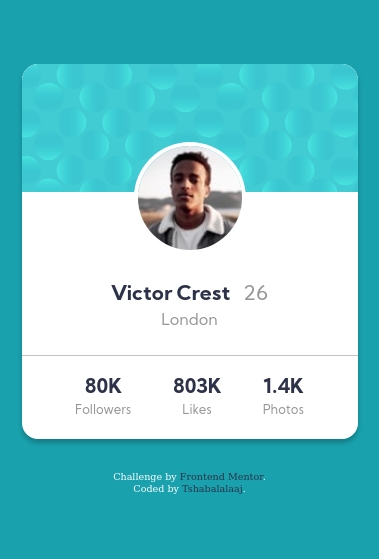 Victor Crest 26
London
80K 803K 1.4K
Followers Likes Photos
Challenge by Frontend Mentor.
Coded by Tshabalalaaj.